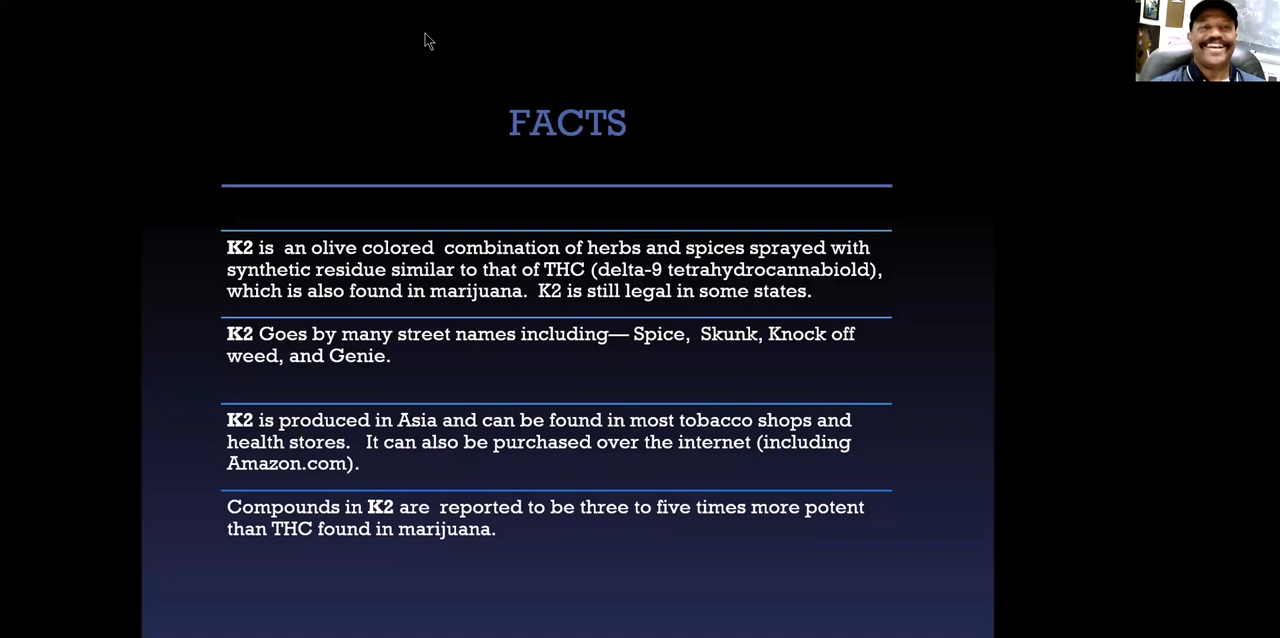 FACTS
K2 is an olive colored combination of herbs and spices sprayed with
synthetic residue similar to that of THC (delta-9 tetrahydrocannabiold),
which is also found in marijuana. K2 is still legal in some states.
K2 Goes by many street names including— Spice, Skunk, Knock off
weed, and Genie.
K2 is produced in Asia and can be found in most tobacco shops and
health stores. It can also be purchased over the internet (including
Amazon.com).
Compounds in K2 are reported to be three to five times more potent
than THC found in marijuana.